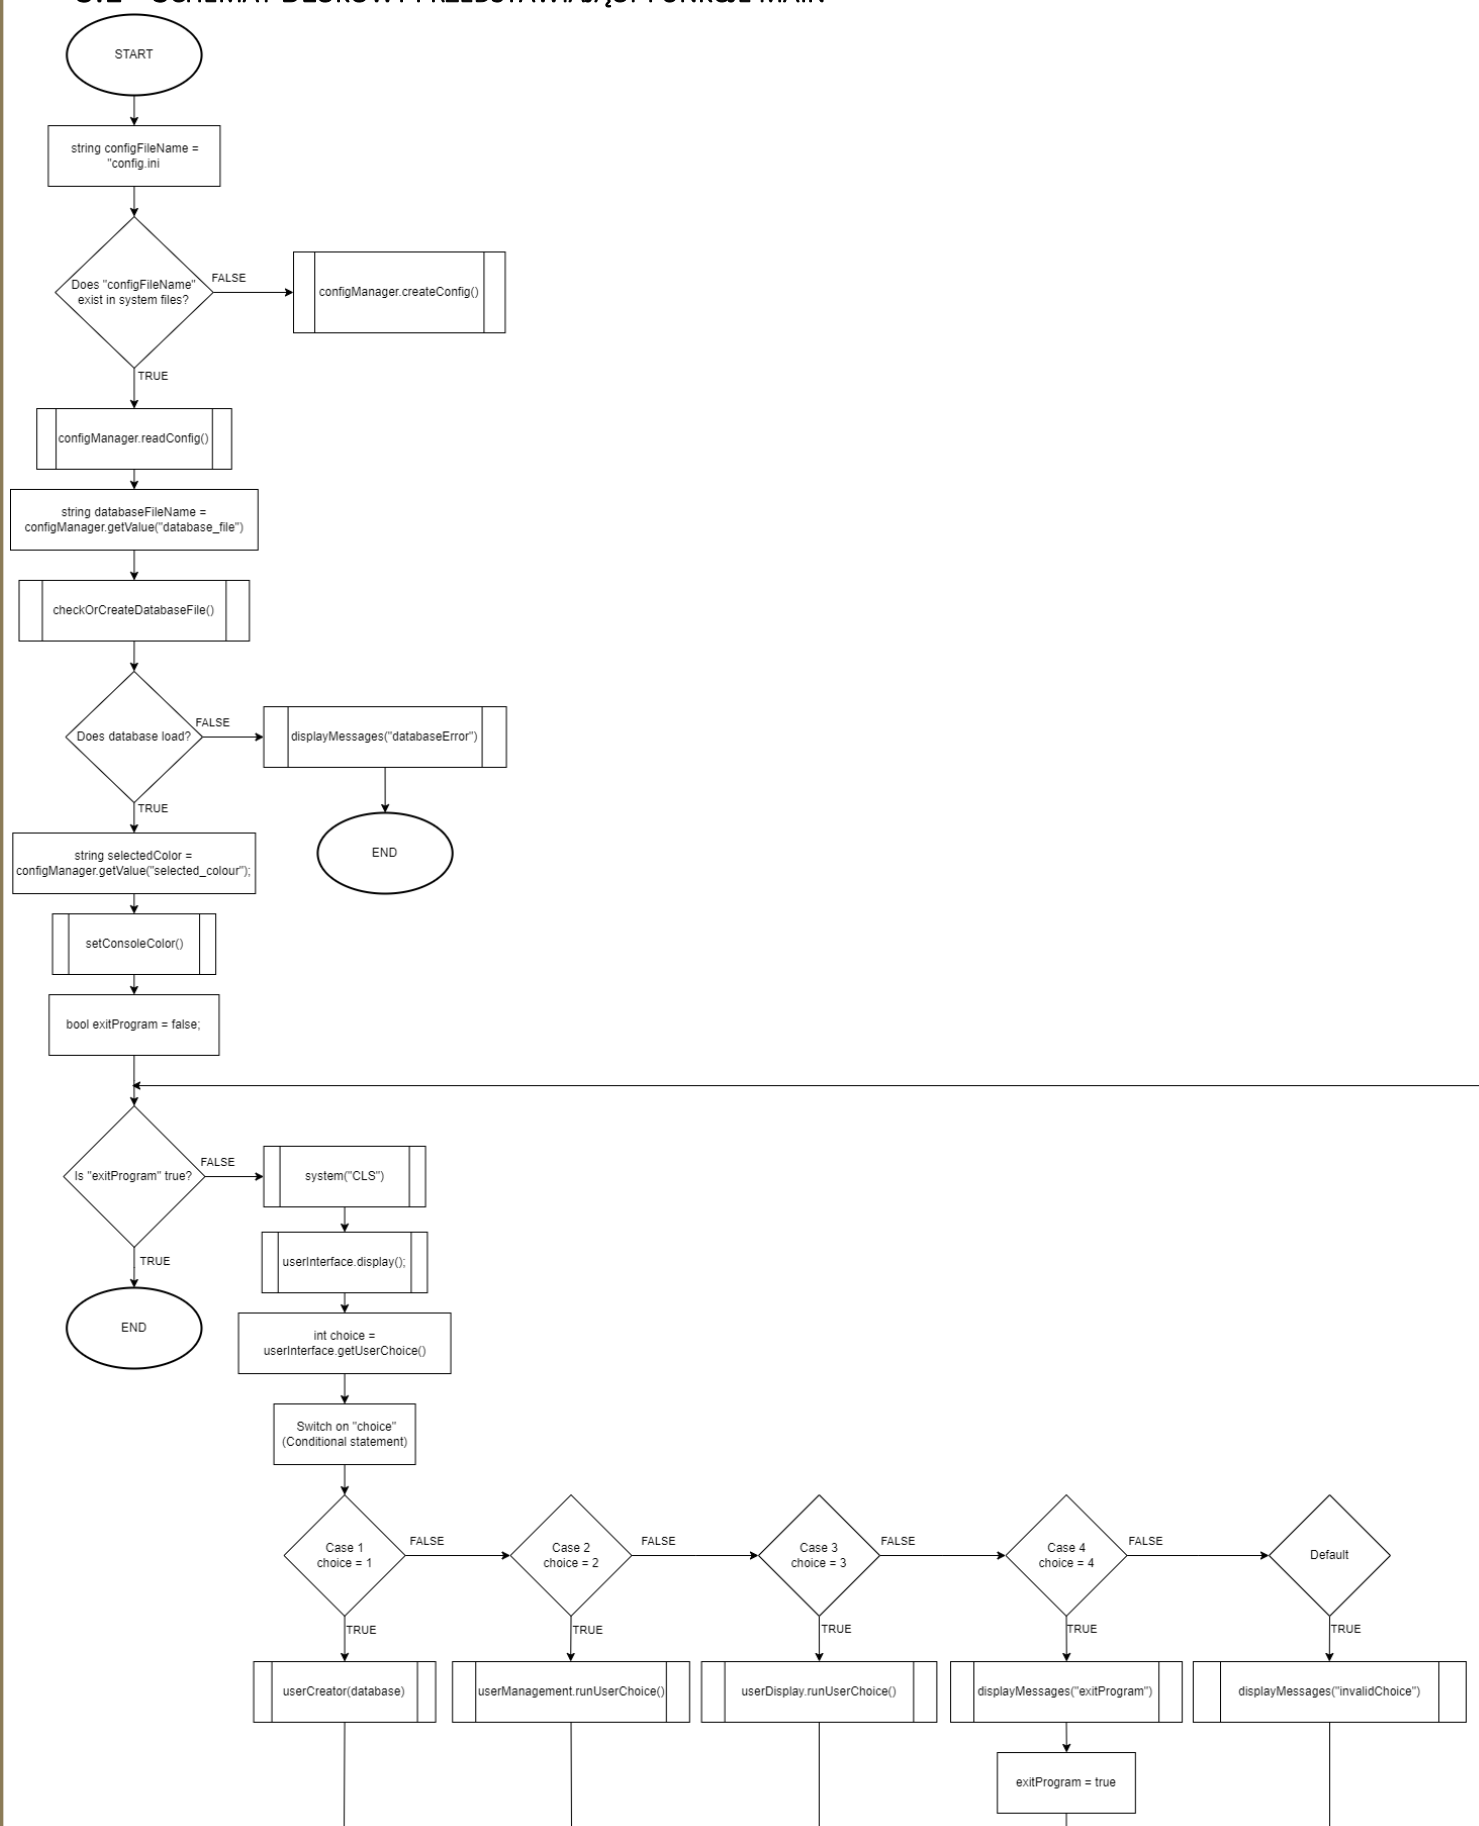 SCHEMAT BLOKOWY PRZEDSTAWIAJĄCY FUNKCJE MAIN
START
string configFileName =
"config.ini
Does "configFileName"
exist in system files?
FALSE
configManager.createConfig()
TRUE
configManager.readConfig()
string databaseFileName =
configManager.getValue("database_file")
checkOrCreateDatabaseFile()
Does database load?
FALSE
displayMessages("databaseError")
TRUE
END
string selectedColor =
configManager.getValue("selected_colour");
setConsoleColor()
bool exitProgram = false;
Is "exitProgram" true?
FALSE
system("CLS")
TRUE
userInterface.display();
END
int choice =
userInterface.getUserChoice()
Switch on "choice"
(Conditional statement)
Case 1
choice = 1
FALSE
Case 2
choice = 2
FALSE
Case 3
choice = 3
FALSE
Case 4
choice = 4
FALSE
Default
TRUE
TRUE
TRUE
TRUE
TRUE
userCreator(database)
userManagement.runUserChoice()
userDisplay.runUserChoice()
displayMessages("exitProgram")
displayMessages("invalidChoice")
exitProgram = true